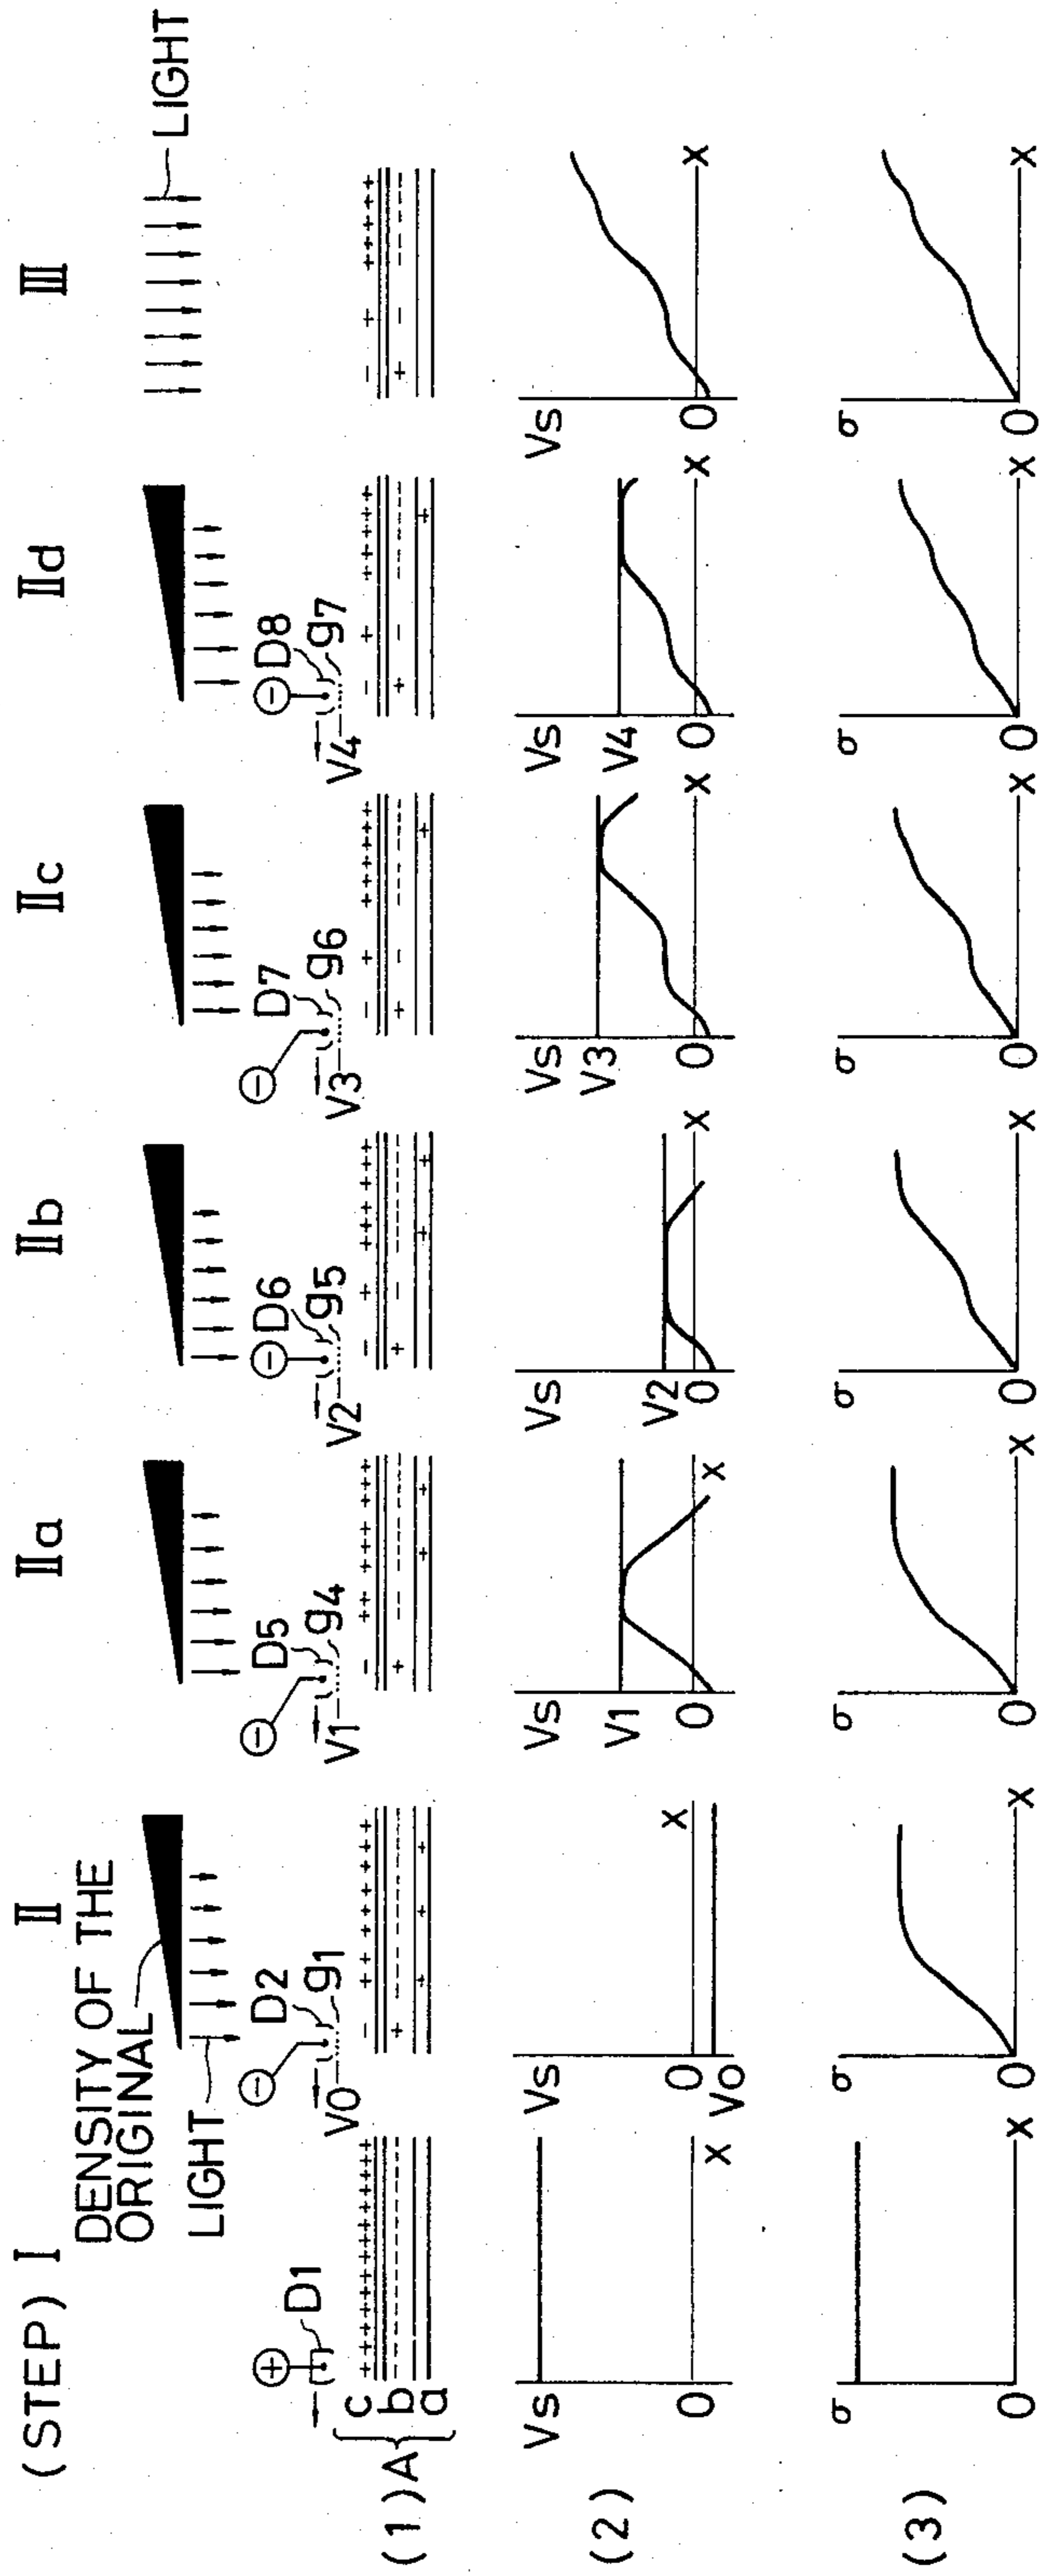 (STEP) I II IIa IIb IIc IId III
DENSITY OF THE
ORIGINAL
LIGHT
LIGHT
⊕ D1
⊖ D2 g1 V0
⊖ D5 g4 V1
⊖ D6 g5 V2
⊖ D7 g6 V3
⊖ D8 g7 V4
(1) A
c
b
a
(2)
Vs 0 X
Vs 0 Vo X
Vs V1 0 X
Vs V2 0 X
Vs V3 0 X
Vs V4 0 X
Vs 0 X
(3)
σ 0 X
σ 0 X
σ 0 X
σ 0 X
σ 0 X
σ 0 X
σ 0 X